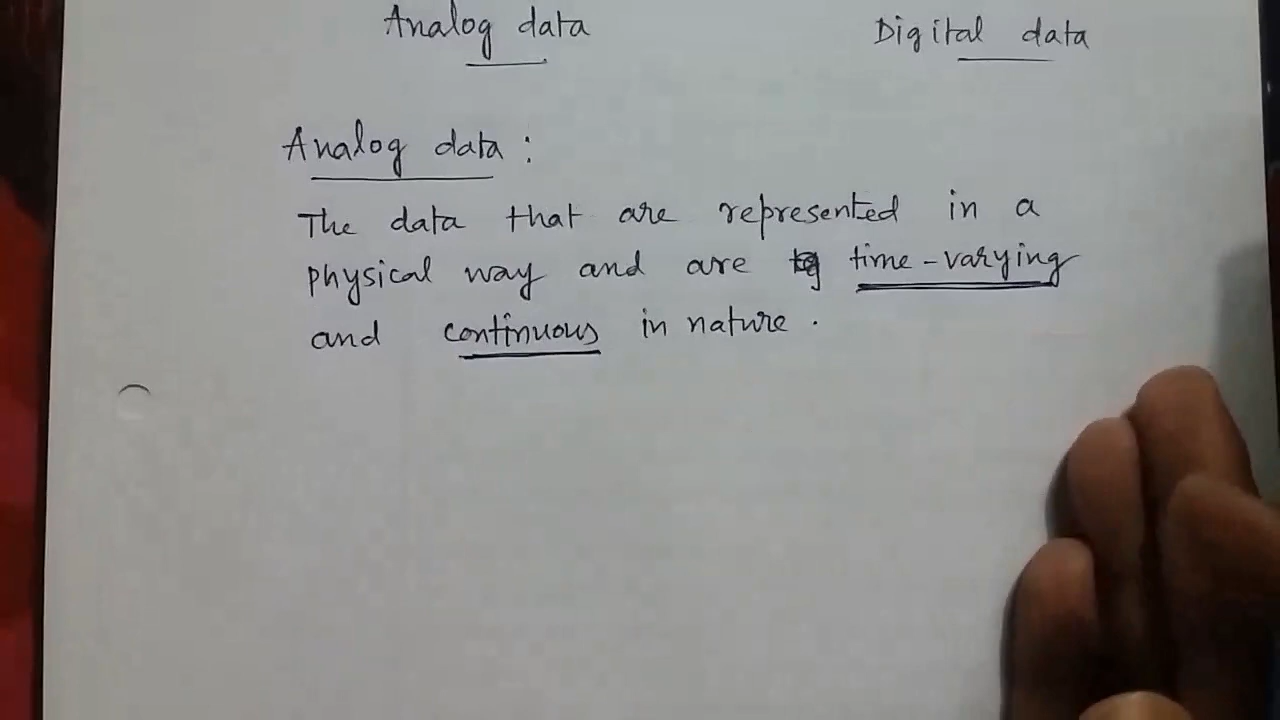 Analog data Digital data
Analog data :
The data that are represented in a
physical way and are time-varying
and continuous in nature .